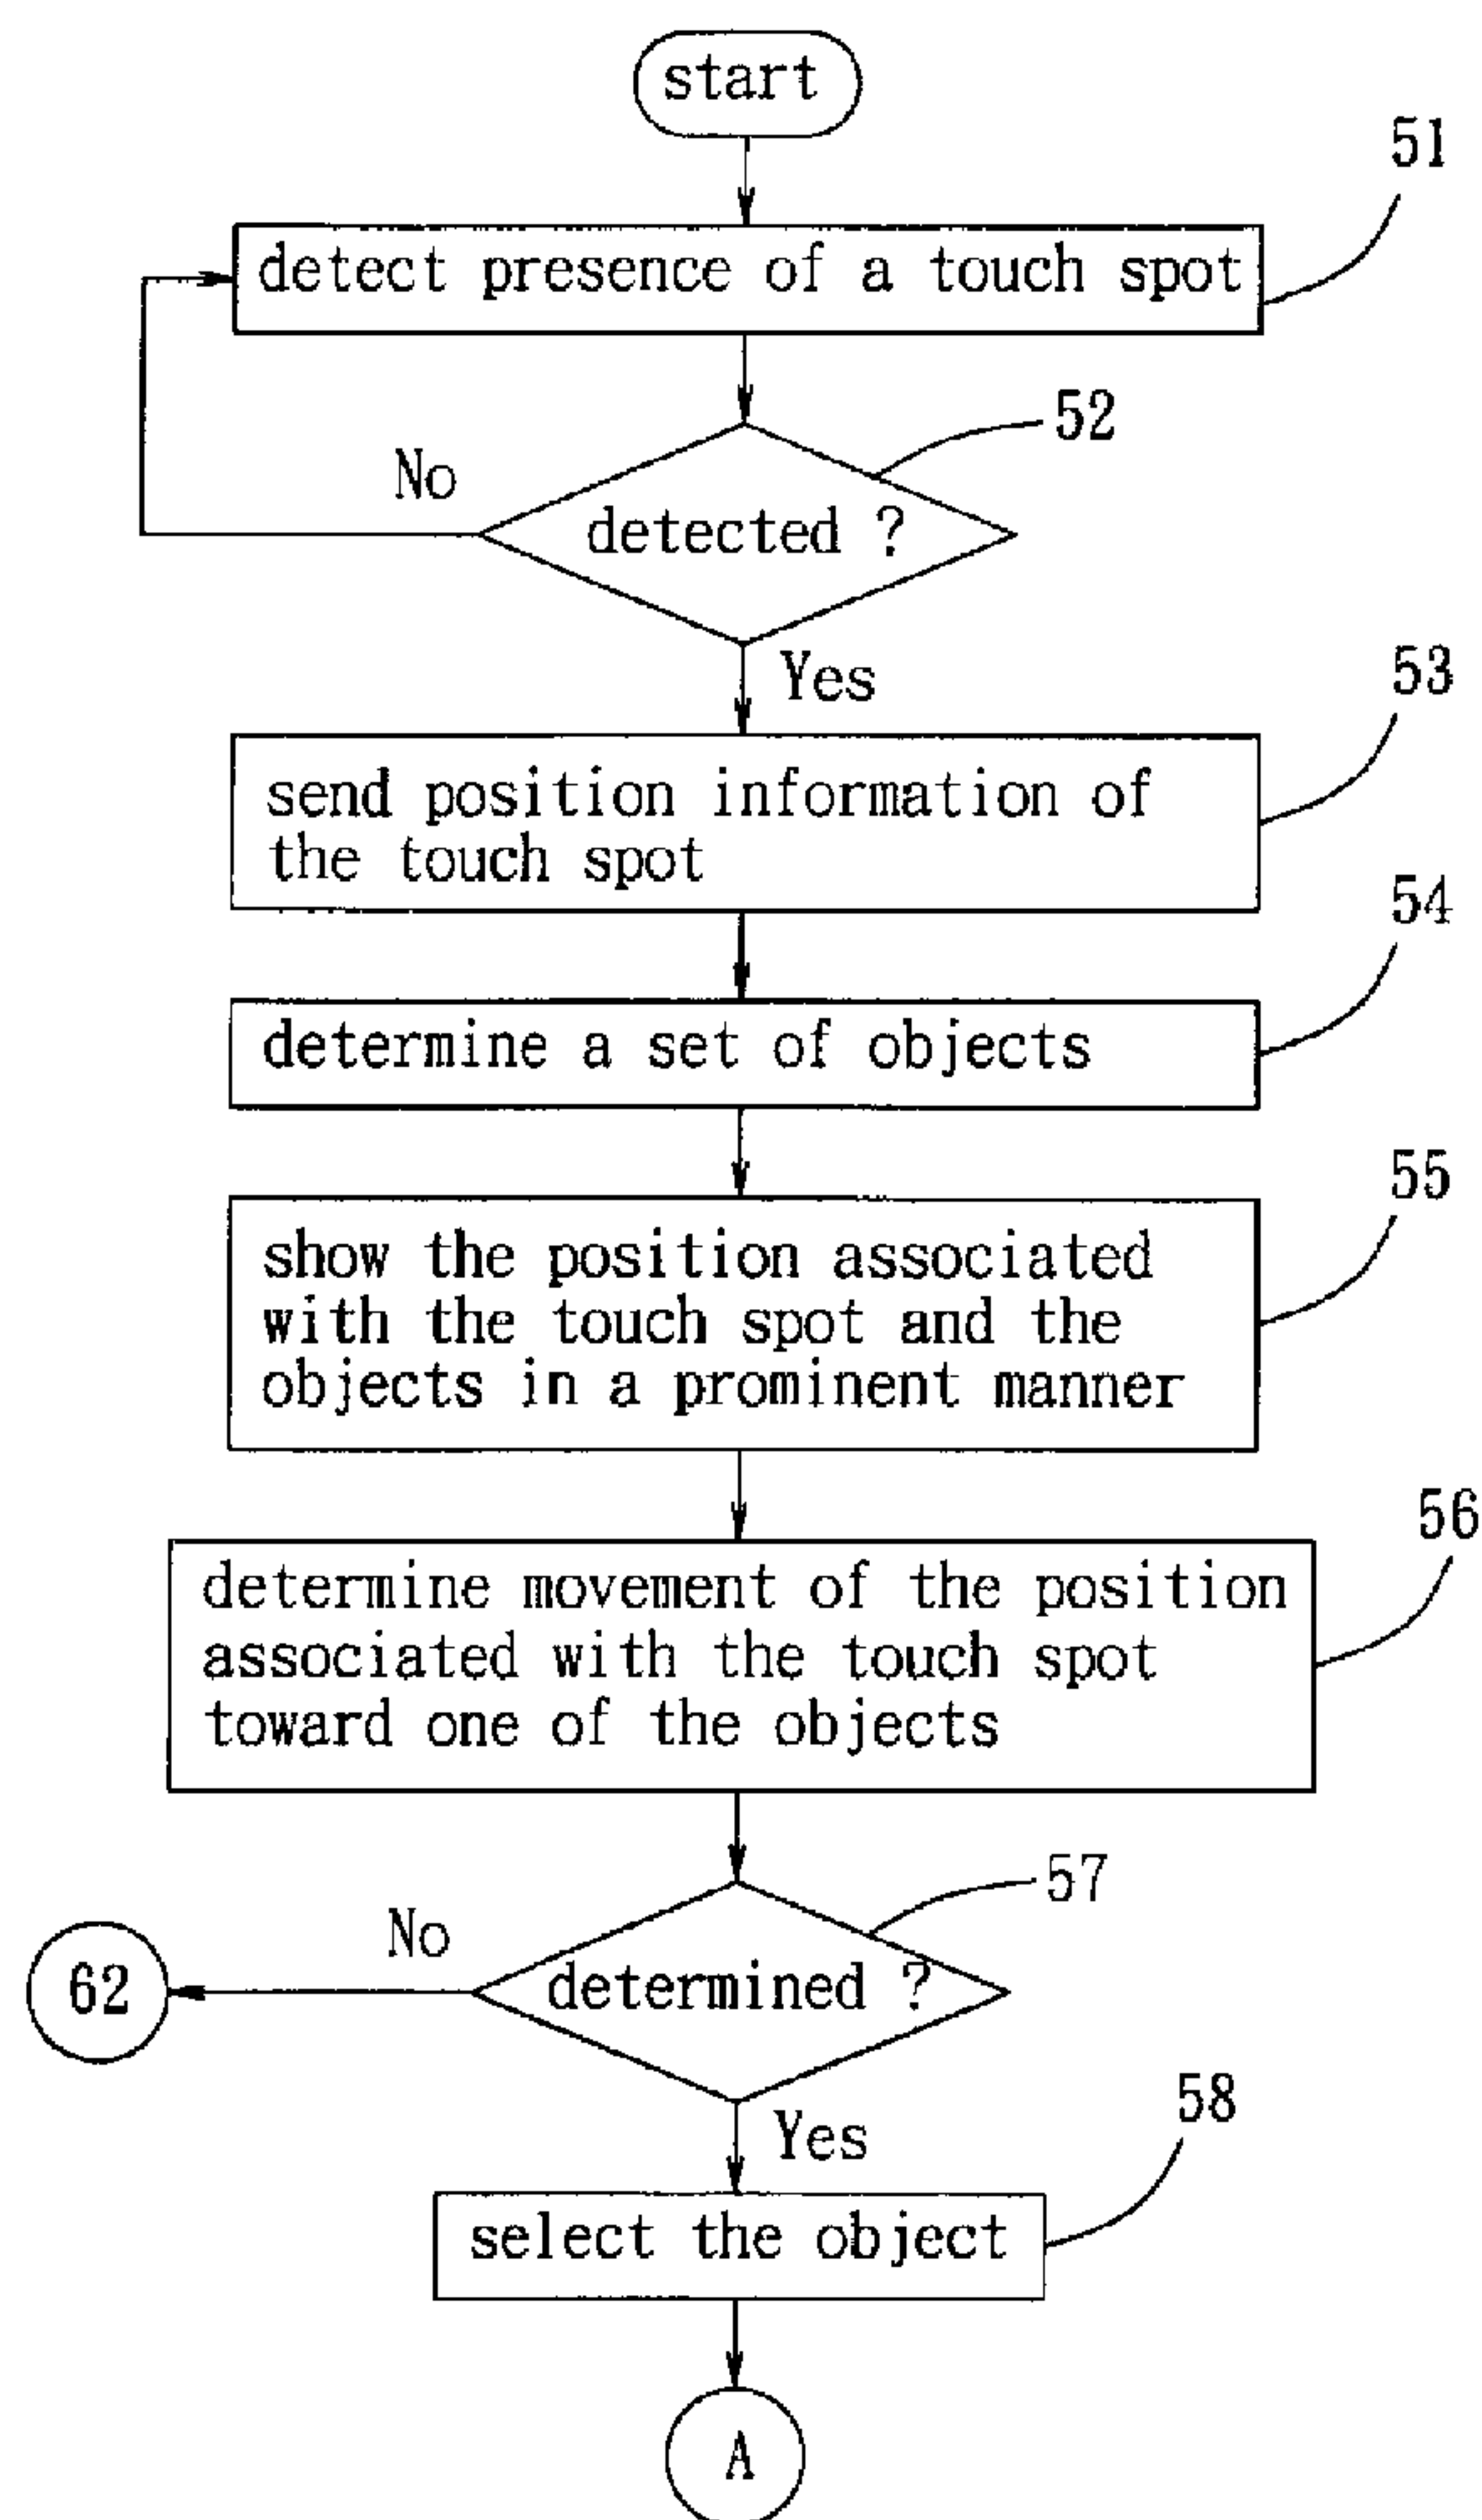 start
51
detect presence of a touch spot
52
No
detected ?
Yes
53
send position information of
the touch spot
54
determine a set of objects
55
show the position associated
with the touch spot and the
objects in a prominent manner
56
determine movement of the position
associated with the touch spot
toward one of the objects
57
No
62
determined ?
Yes
58
select the object
A